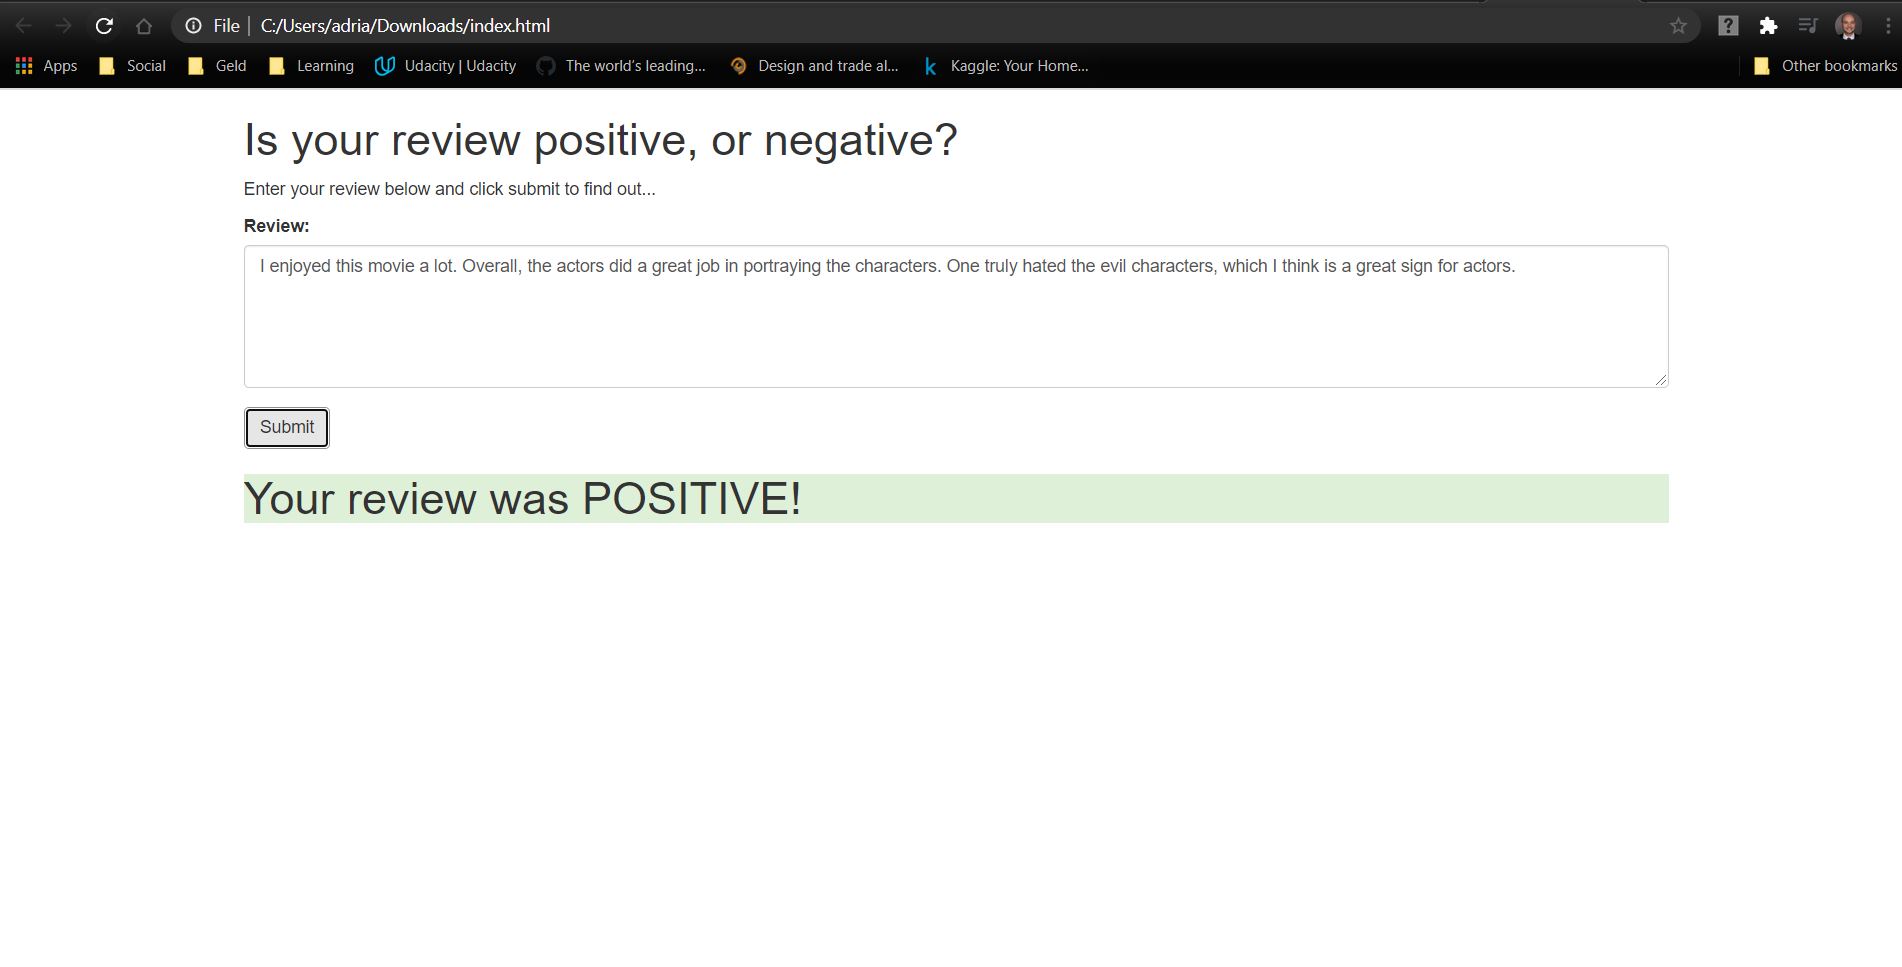 File | C:/Users/adria/Downloads/index.html
Apps Social Geld Learning Udacity | Udacity The world's leading... Design and trade al... Kaggle: Your Home... Other bookmarks
Is your review positive, or negative?
Enter your review below and click submit to find out...
Review:
I enjoyed this movie a lot. Overall, the actors did a great job in portraying the characters. One truly hated the evil characters, which I think is a great sign for actors.
Submit
Your review was POSITIVE!